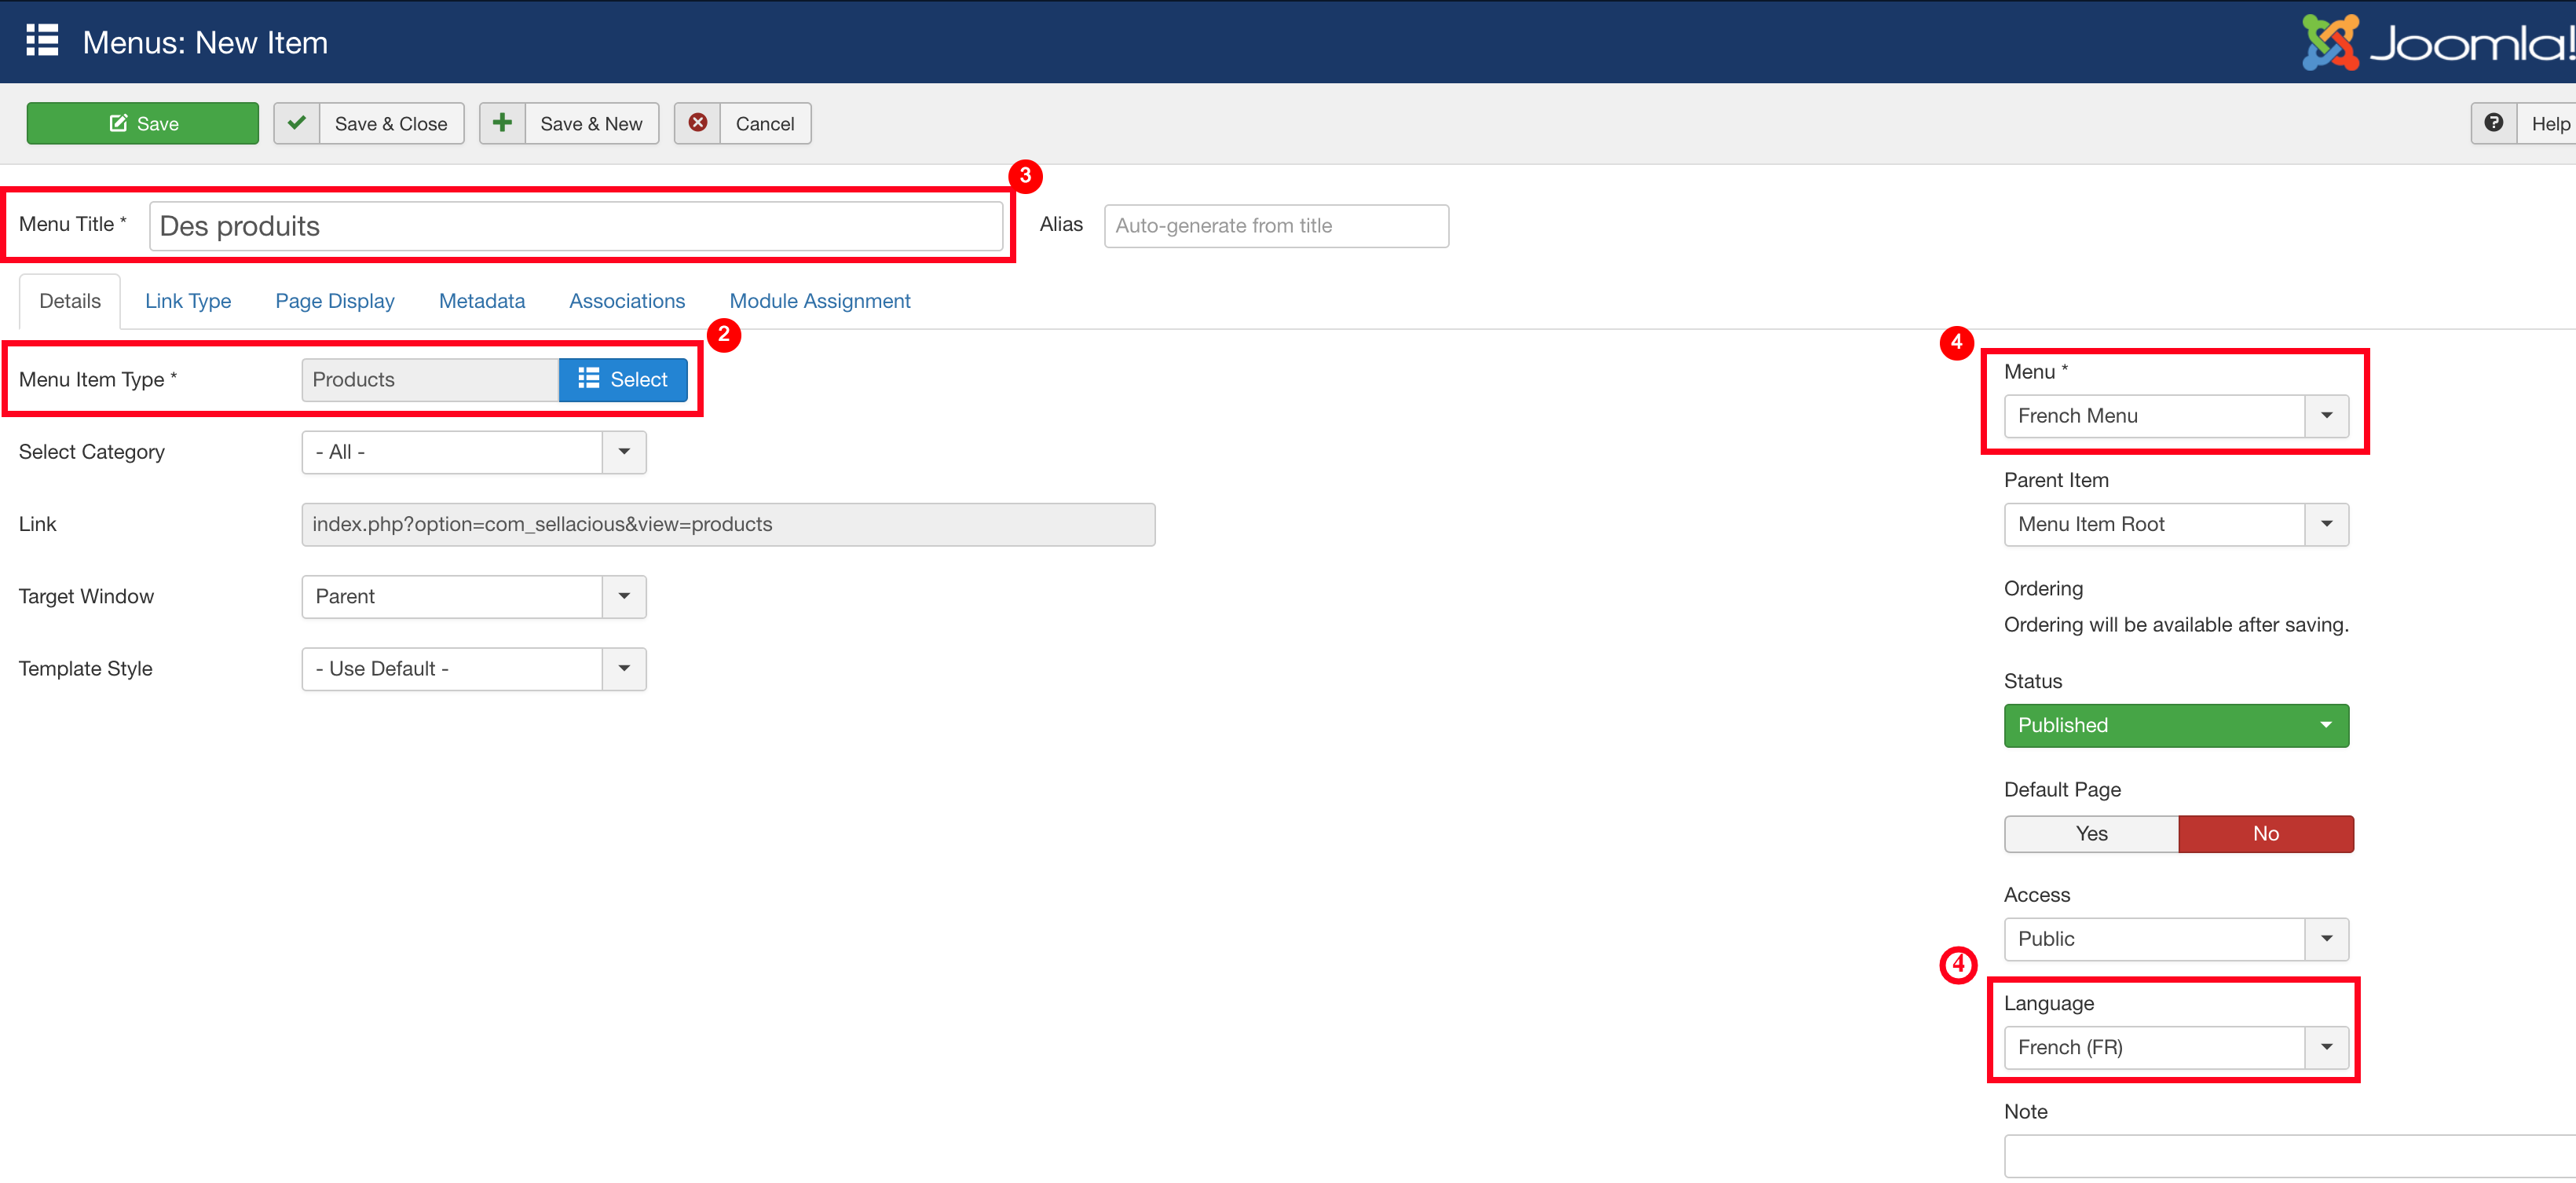 Menus: New Item
Joomla!
Save
Save & Close
Save & New
Cancel
Help
3
Menu Title *
Des produits
Alias
Auto-generate from title
Details
Link Type
Page Display
Metadata
Associations
Module Assignment
2
Menu Item Type *
Products
Select
Select Category
- All -
Link
index.php?option=com_sellacious&view=products
Target Window
Parent
Template Style
- Use Default -
4
Menu *
French Menu
Parent Item
Menu Item Root
Ordering
Ordering will be available after saving.
Status
Published
Default Page
Yes
No
Access
Public
4
Language
French (FR)
Note